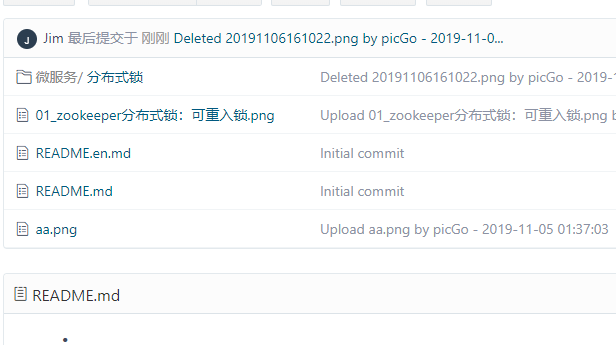 J Jim 最后提交于 刚刚 Deleted 20191106161022.png by picGo - 2019-11-0...
微服务/ 分布式锁 Deleted 20191106161022.png by picGo - 2019-1
01_zookeeper分布式锁：可重入锁.png Upload 01_zookeeper分布式锁：可重入锁.png b
README.en.md Initial commit
README.md Initial commit
aa.png Upload aa.png by picGo - 2019-11-05 01:37:03
README.md